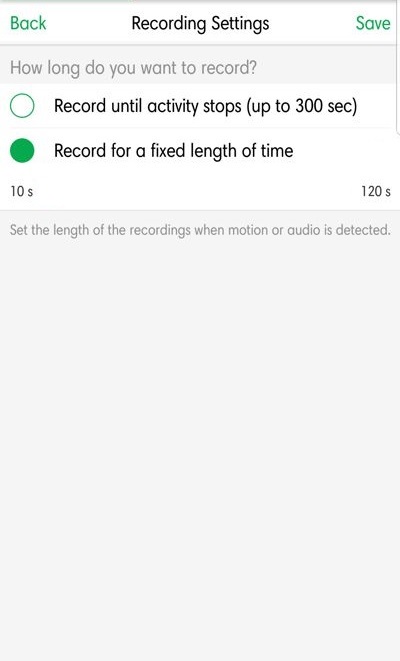 Back Recording Settings Save
How long do you want to record?
Record until activity stops (up to 300 sec)
Record for a fixed length of time
10 s 120 s
Set the length of the recordings when motion or audio is detected.